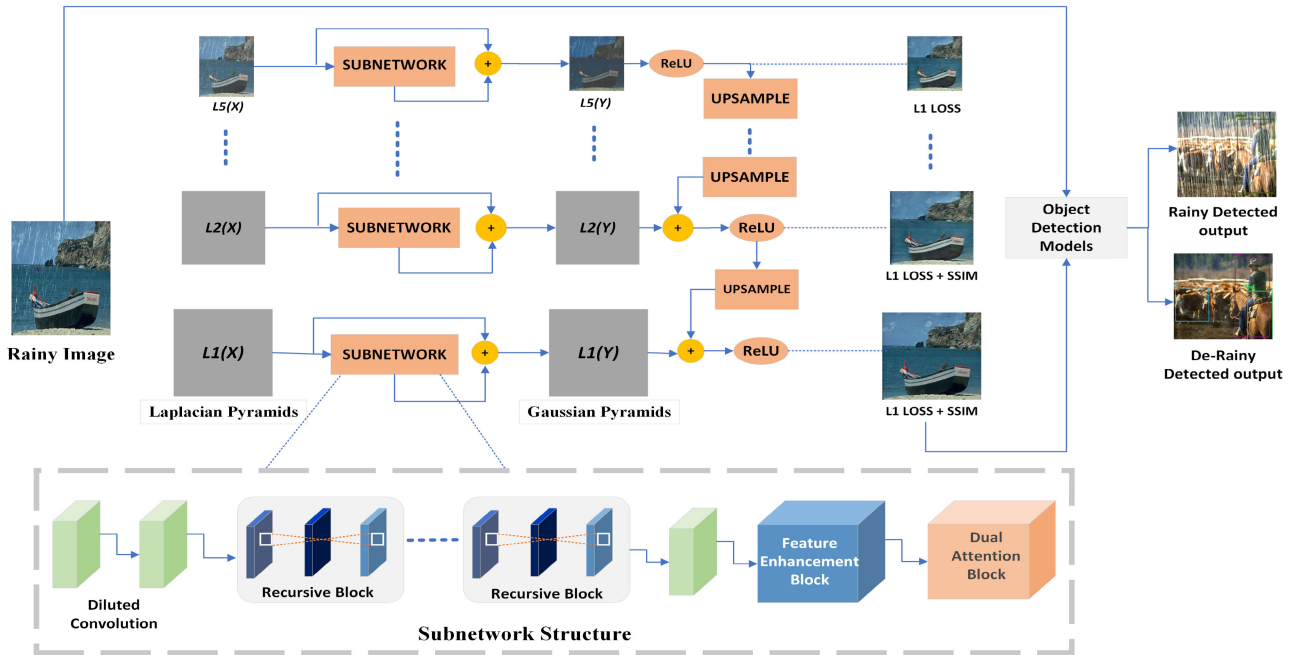 SUBNETWORK
+
ReLU
L5(X)
L5(Y)
UPSAMPLE
L1 LOSS
UPSAMPLE
L2(X)
SUBNETWORK
+
L2(Y)
+
ReLU
L1 LOSS + SSIM
UPSAMPLE
Rainy Image
L1(X)
SUBNETWORK
+
L1(Y)
+
ReLU
L1 LOSS + SSIM
Laplacian Pyramids
Gaussian Pyramids
Object
Detection
Models
Rainy Detected
output
De-Rainy
Detected output
Diluted
Convolution
Recursive Block
Recursive Block
Feature
Enhancement
Block
Dual
Attention
Block
Subnetwork Structure